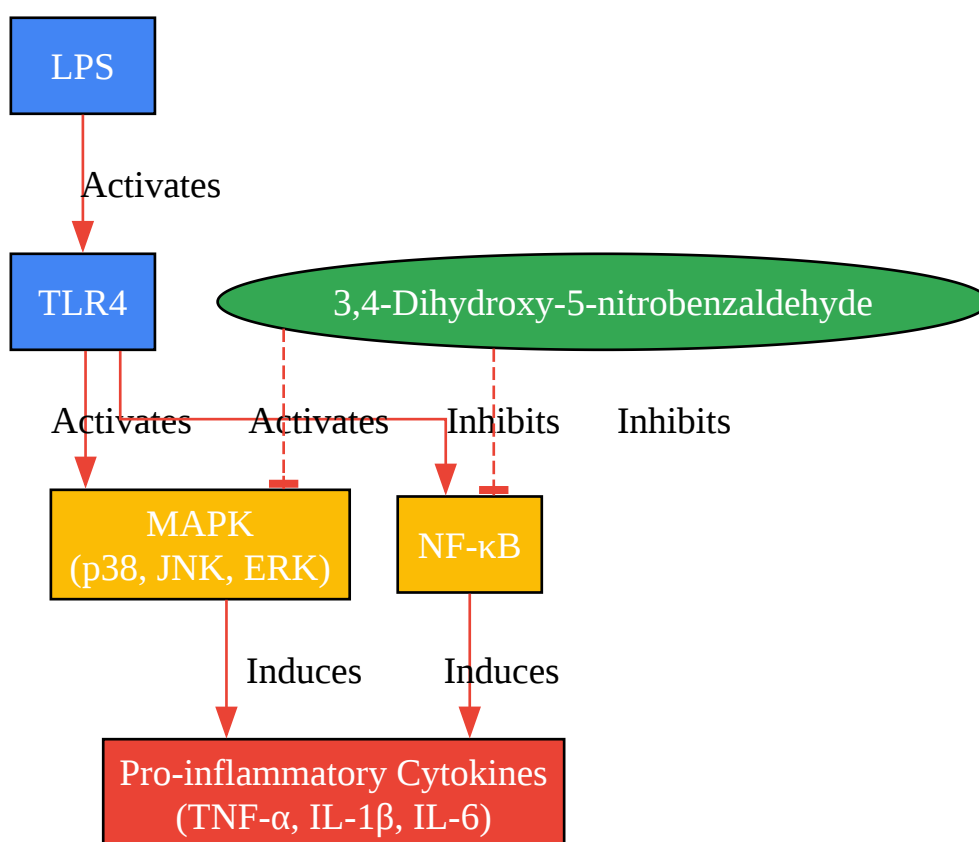 LPS
Activates
TLR4
3,4-Dihydroxy-5-nitrobenzaldehyde
Activates
Activates
Inhibits
Inhibits
MAPK
(p38, JNK, ERK)
NF-κB
Induces
Induces
Pro-inflammatory Cytokines
(TNF-α, IL-1β, IL-6)